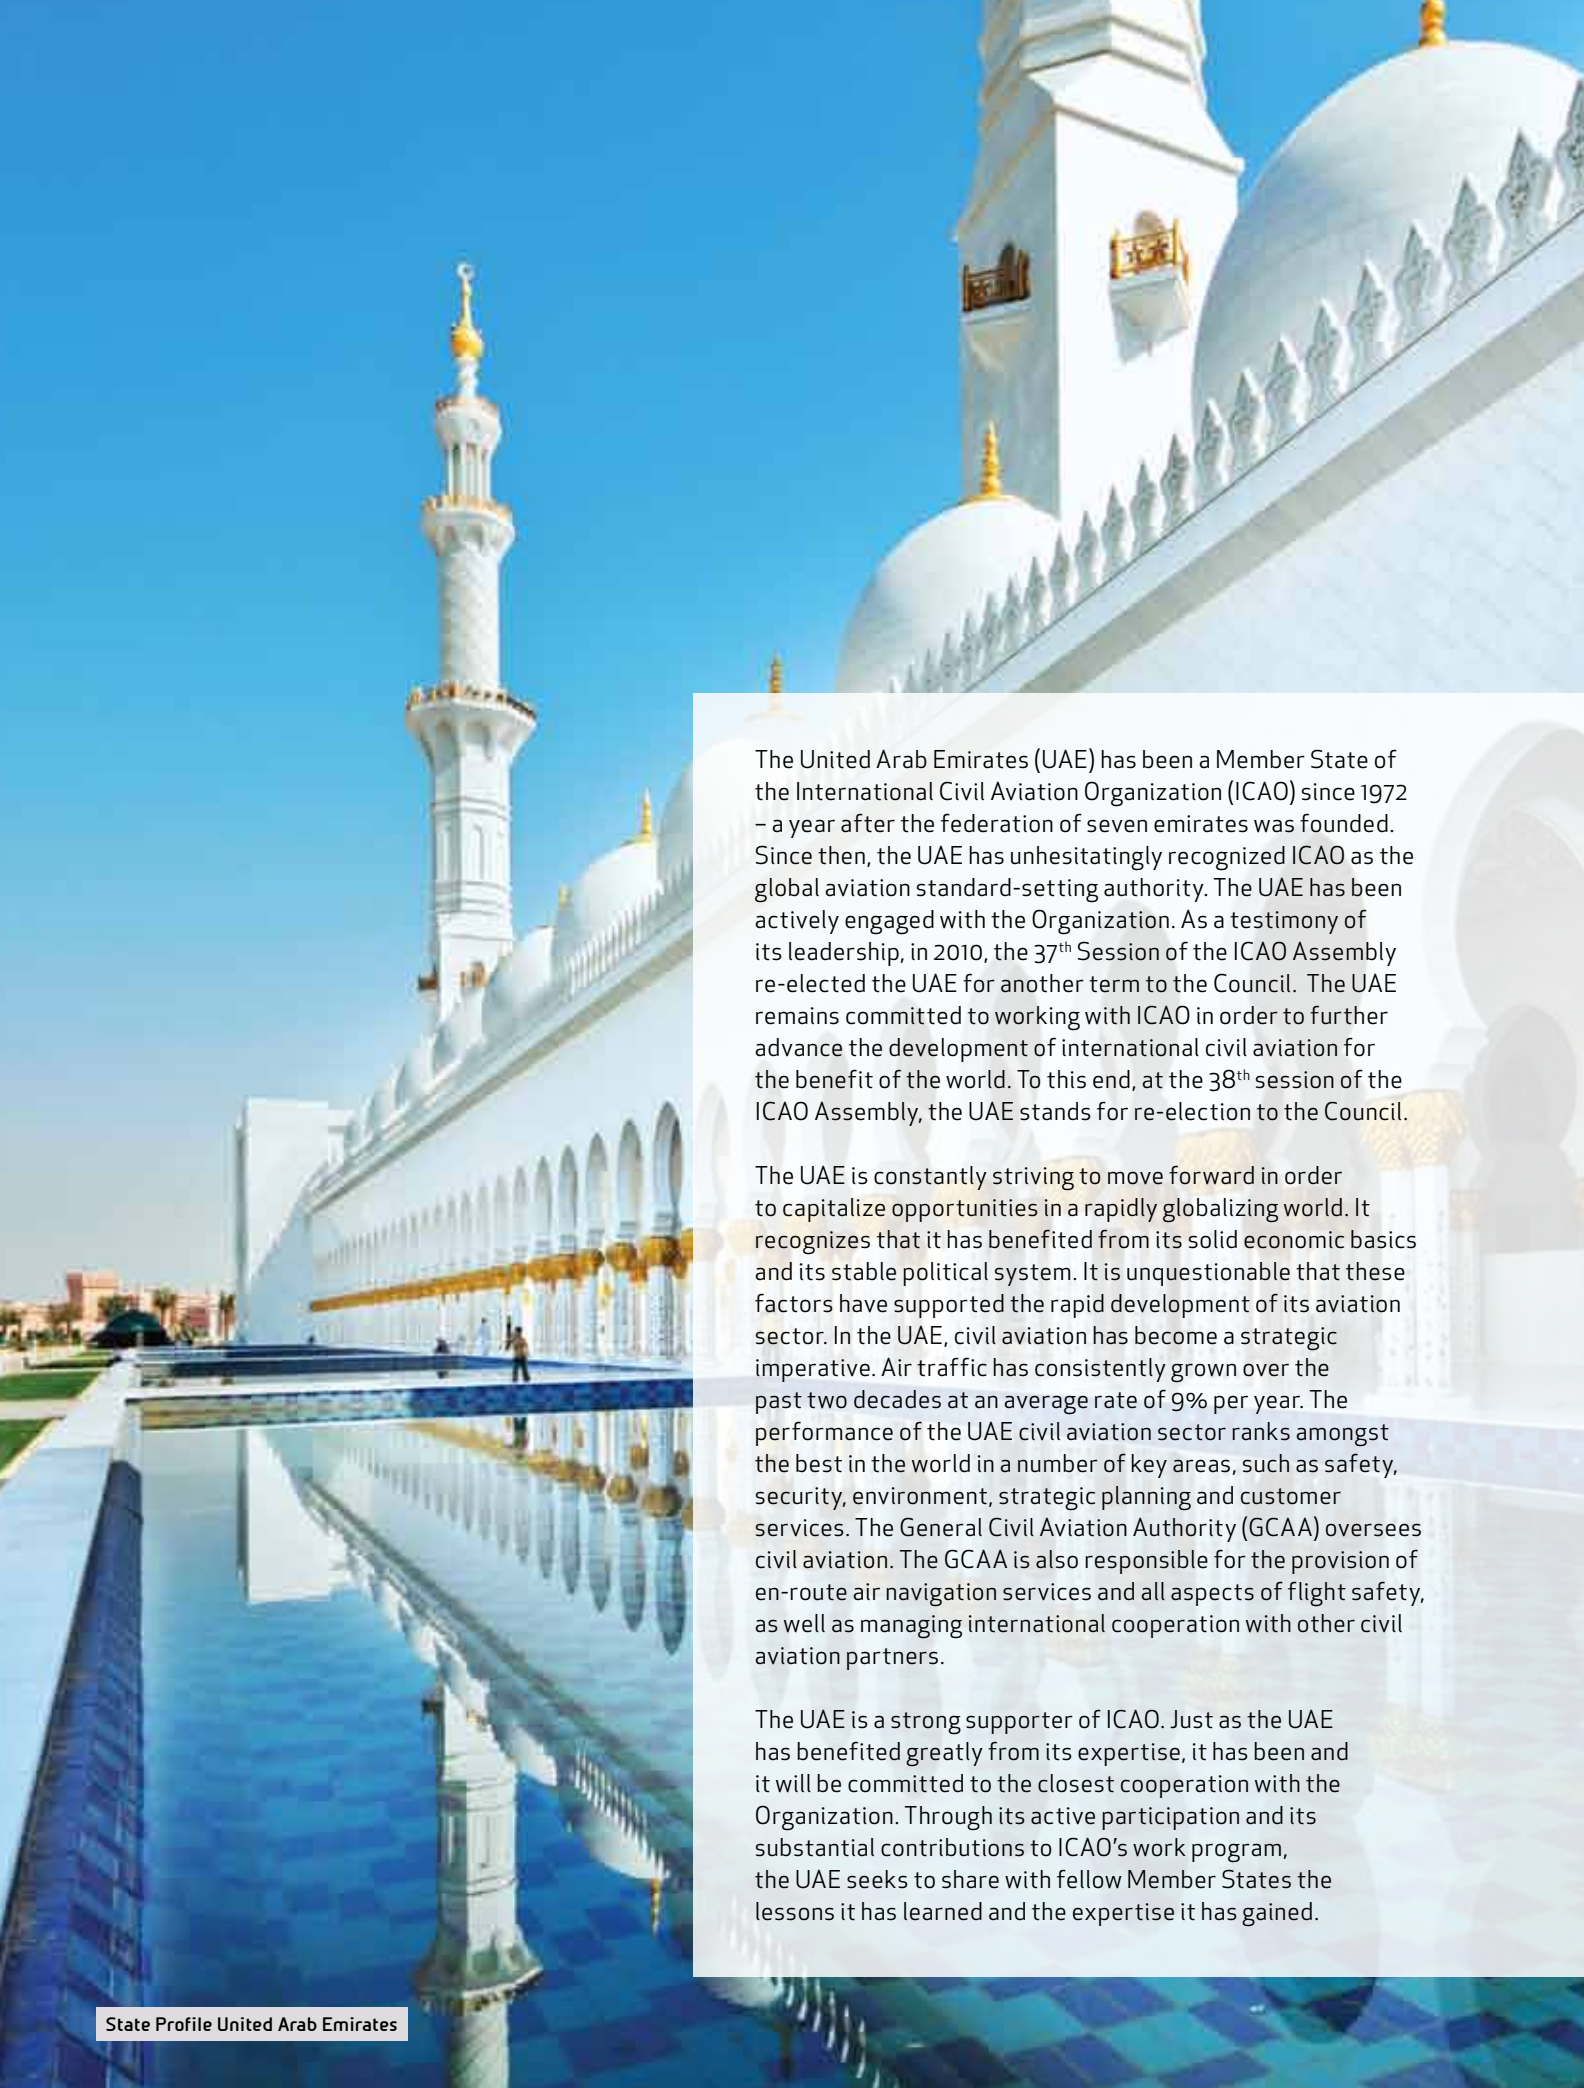 The United Arab Emirates (UAE) has been a Member State of
the International Civil Aviation Organization (ICAO) since 1972
– a year after the federation of seven emirates was founded.
Since then, the UAE has unhesitatingly recognized ICAO as the
global aviation standard-setting authority. The UAE has been
actively engaged with the Organization. As a testimony of
its leadership, in 2010, the 37th Session of the ICAO Assembly
re-elected the UAE for another term to the Council. The UAE
remains committed to working with ICAO in order to further
advance the development of international civil aviation for
the benefit of the world. To this end, at the 38th session of the
ICAO Assembly, the UAE stands for re-election to the Council.
The UAE is constantly striving to move forward in order
to capitalize opportunities in a rapidly globalizing world. It
recognizes that it has benefited from its solid economic basics
and its stable political system. It is unquestionable that these
factors have supported the rapid development of its aviation
sector. In the UAE, civil aviation has become a strategic
imperative. Air traffic has consistently grown over the
past two decades at an average rate of 9% per year. The
performance of the UAE civil aviation sector ranks amongst
the best in the world in a number of key areas, such as safety,
security, environment, strategic planning and customer
services. The General Civil Aviation Authority (GCAA) oversees
civil aviation. The GCAA is also responsible for the provision of
en-route air navigation services and all aspects of flight safety,
as well as managing international cooperation with other civil
aviation partners.
The UAE is a strong supporter of ICAO. Just as the UAE
has benefited greatly from its expertise, it has been and
it will be committed to the closest cooperation with the
Organization. Through its active participation and its
substantial contributions to ICAO’s work program,
the UAE seeks to share with fellow Member States the
lessons it has learned and the expertise it has gained.
State Profile United Arab Emirates